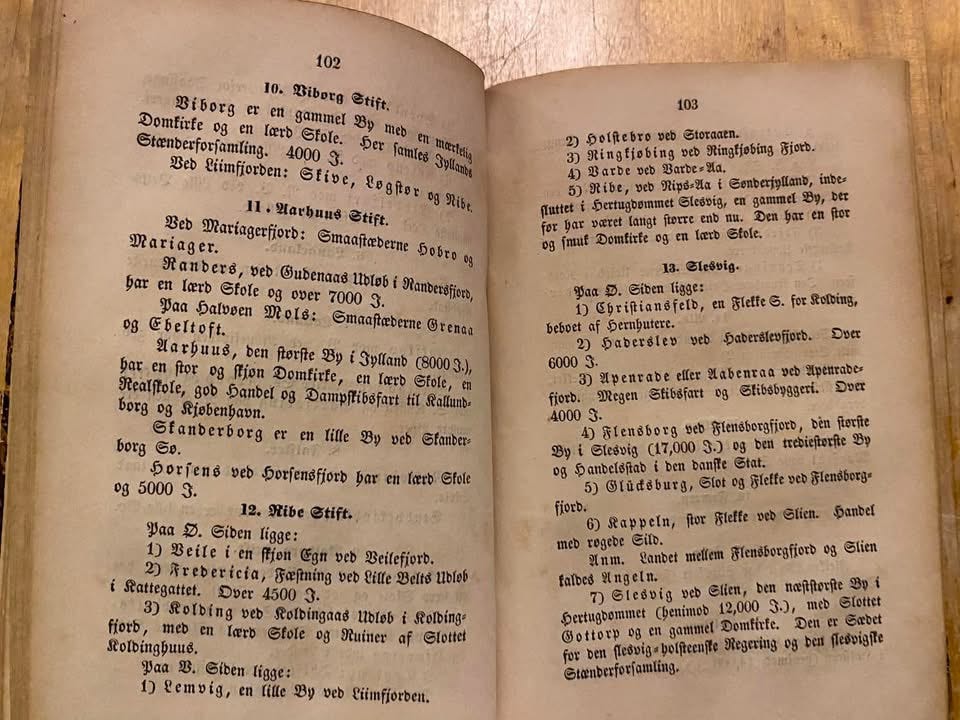 102
10. Viborg Stift.
Viborg er en gammel By med en mærkelig
Domkirke og en lærd Skole. Her samles Jyllands
Stænderforsamling. 4000 J.
Ved Liimfjorden: Skive, Løgstør og Nibe.
11. Aarhuus Stift.
Ved Mariagerfjord: Smaastæderne Hobro og
Mariager.
Randers, ved Gudenaas Udløb i Randersfjord,
har en lærd Skole og over 7000 J.
Paa Halvøen Mols: Smaastæderne Grenaa
og Ebeltoft.
Aarhuus, den største By i Jylland (8000 J.),
har en stor og skjøn Domkirke, en lærd Skole, en
Realskole, god Handel og Dampskibsfart til Kallund-
borg og Kjøbenhavn.
Skanderborg er en lille By ved Skander-
borg Sø.
Horsens ved Horsensfjord har en lærd Skole
og 5000 J.
12. Ribe Stift.
Paa Ø. Siden ligge:
1) Veile i en skjøn Egn ved Veilefjord.
2) Fredericia, Fæstning ved Lille Belts Udløb
i Kattegattet. Over 4500 J.
3) Kolding ved Koldingaas Udløb i Kolding-
fjord, med en lærd Skole og Ruiner af Slottet
Koldinghuus.
Paa V. Siden ligge:
1) Lemvig, en lille By ved Liimfjorden.
103
2) Holstebro ved Storaaen.
3) Ringkjøbing ved Ringkjøbing Fjord.
4) Varde ved Varde-Aa.
5) Ribe, ved Nips-Aa i Sønderjylland, inde-
sluttet i Hertugdømmet Slesvig, en gammel By, der
før har været langt større end nu. Den har en stor
og smuk Domkirke og en lærd Skole.
13. Slesvig.
Paa Ø. Siden ligge:
1) Christiansfeld, en Flekke S. for Kolding,
beboet af Hernhutere.
2) Haderslev ved Haderslevfjord. Over
6000 J.
3) Apenrade eller Aabenraa ved Apenrade-
fjord. Megen Skibsfart og Skibsbyggeri. Over
4000 J.
4) Flensborg ved Flensborgfjord, den største
By i Slesvig (17,000 J.) og den trediestørste By
og Handelsstad i den danske Stat.
5) Glücksburg, Slot og Flekke ved Flensborg-
fjord.
6) Kappeln, stor Flekke ved Slien. Handel
med røgede Sild.
Anm. Landet mellem Flensborgfjord og Slien
kaldes Angeln.
7) Slesvig ved Slien, den næststørste By i
Hertugdømmet (henimod 12,000 J.), med Slottet
Gottorp og en gammel Domkirke. Den er Sædet
for den slesvig-holsteenske Regering og den slesvigske
Stænderforsamling.